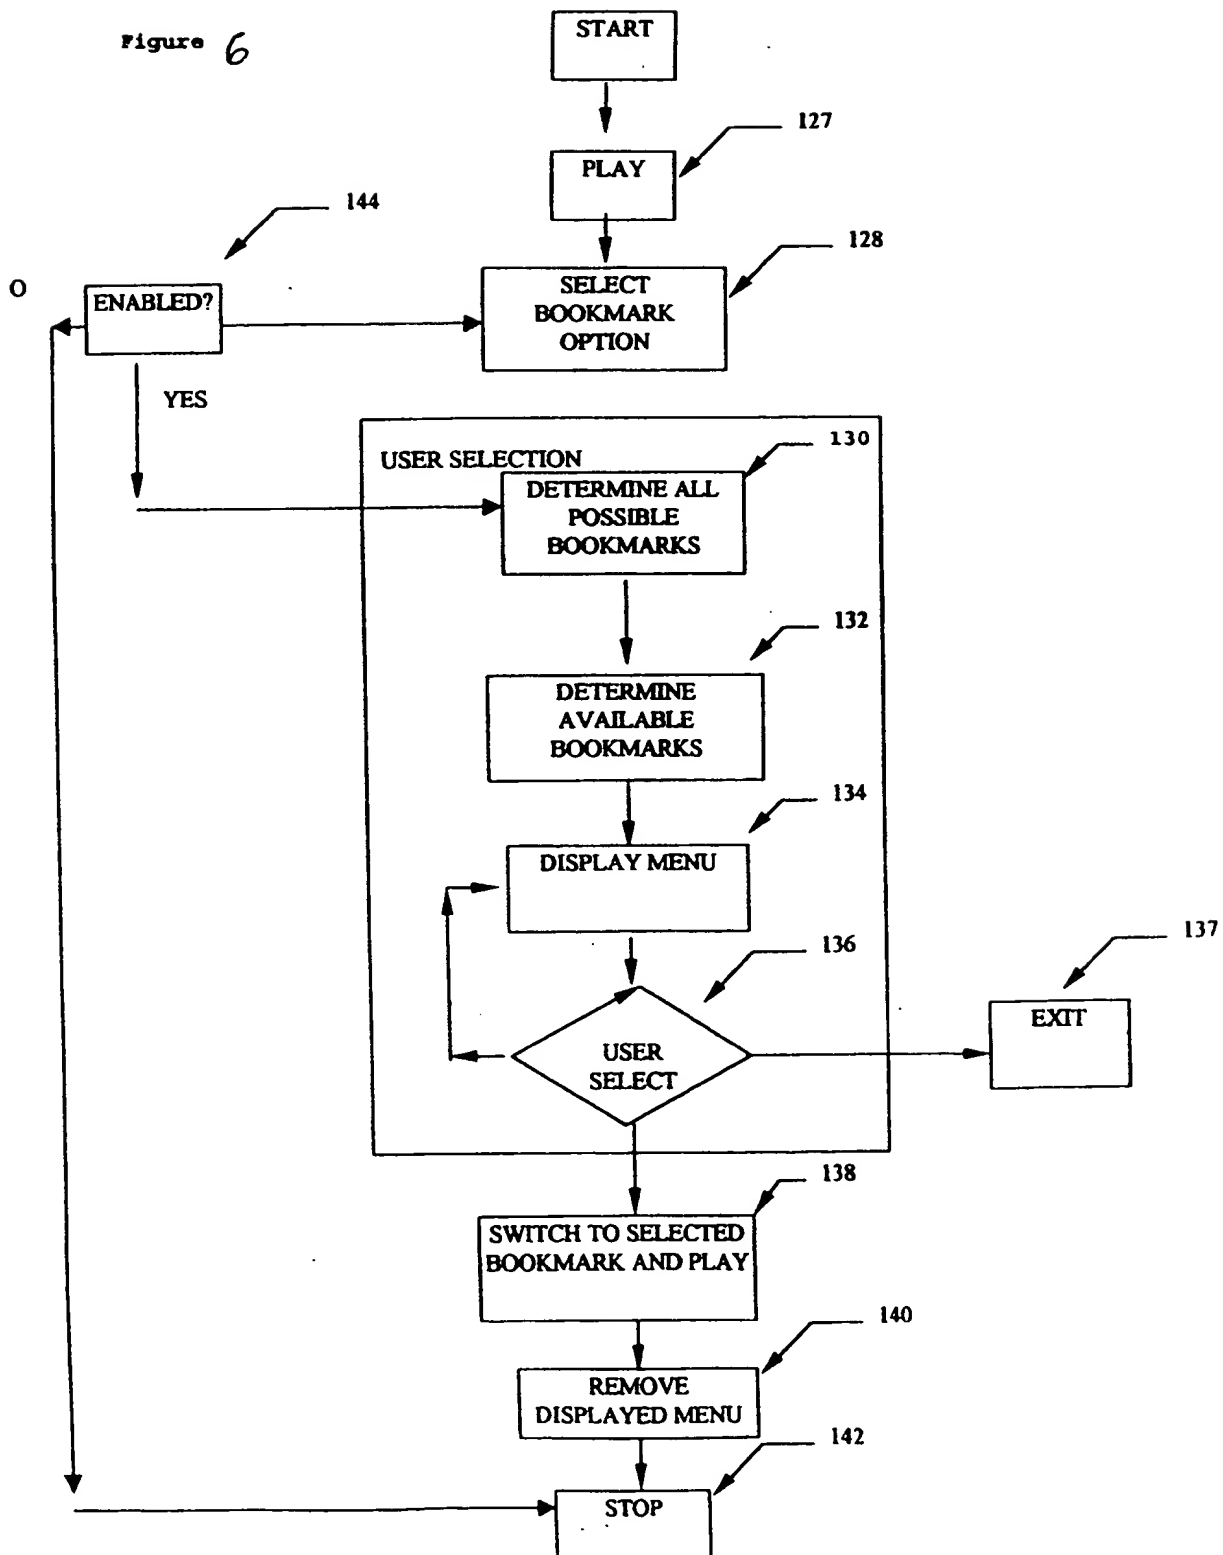 Figure 6
START
127
PLAY
144
128
O
ENABLED?
SELECT
BOOKMARK
OPTION
YES
130
USER SELECTION
DETERMINE ALL
POSSIBLE
BOOKMARKS
132
DETERMINE
AVAILABLE
BOOKMARKS
134
DISPLAY MENU
136
137
EXIT
USER
SELECT
138
SWITCH TO SELECTED
BOOKMARK AND PLAY
140
REMOVE
DISPLAYED MENU
142
STOP